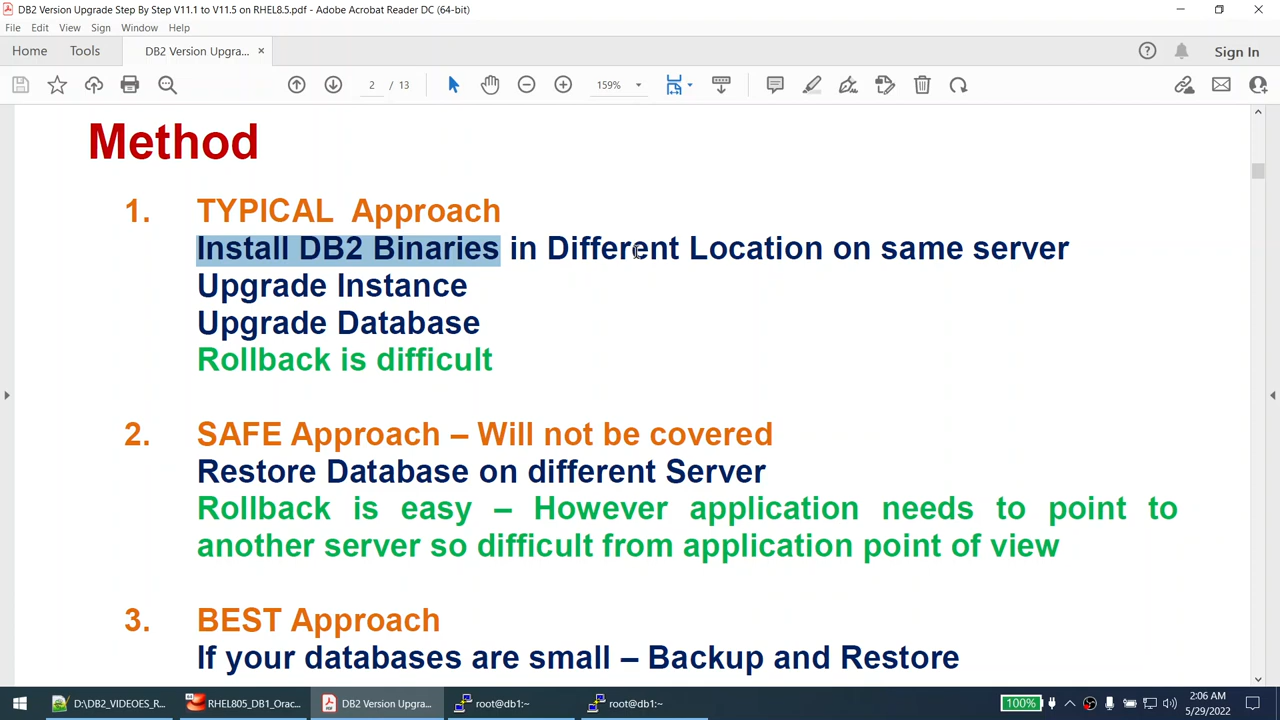 DB2 Version Upgrade Step By Step V11.1 to V11.5 on RHEL8.5.pdf - Adobe Acrobat Reader DC (64-bit)
File Edit View Sign Window Help
Home Tools DB2 Version Upgra... × Sign In
2 / 13 159%
Method
1. TYPICAL Approach
Install DB2 Binaries in Different Location on same server
Upgrade Instance
Upgrade Database
Rollback is difficult
2. SAFE Approach – Will not be covered
Restore Database on different Server
Rollback is easy – However application needs to point to
another server so difficult from application point of view
3. BEST Approach
If your databases are small – Backup and Restore
D:\DB2_VIDEOES_R... RHEL805_DB1_Orac... DB2 Version Upgra... root@db1:~ root@db1:~ 100% 2:06 AM
5/29/2022